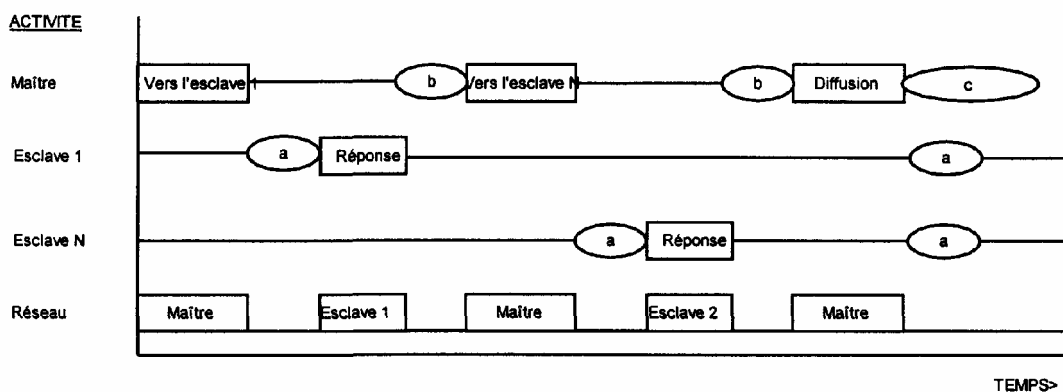 ACTIVITE
Maître Vers l'esclave 1 b Vers l'esclave N b Diffusion c
Esclave 1 a Réponse a
Esclave N a Réponse a
Réseau Maître Esclave 1 Maître Esclave 2 Maître
TEMPS>